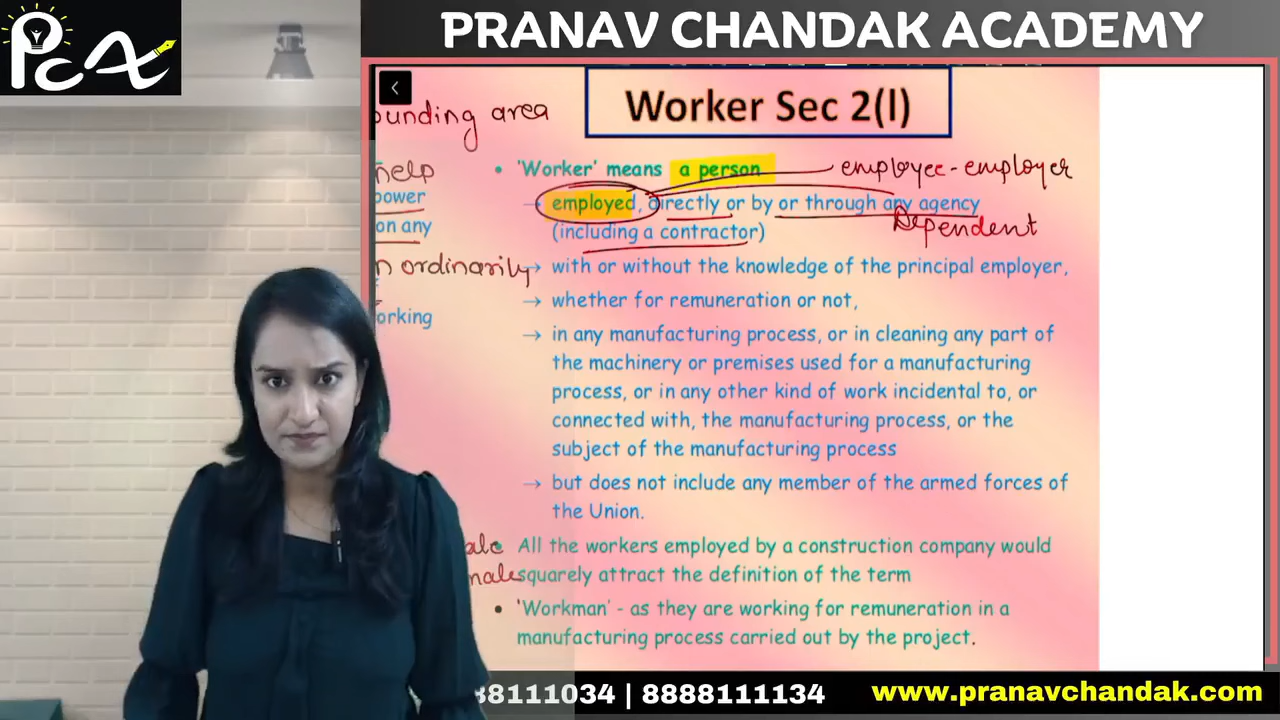 PCA
PRANAV CHANDAK ACADEMY
Worker Sec 2(l)
ounding area
help
power
on any
n ordinarily
orking
ale
male
• 'Worker' means a person
employee - employer
→ employed, directly or by or through any agency
Dependent
(including a contractor)
→ with or without the knowledge of the principal employer,
→ whether for remuneration or not,
→ in any manufacturing process, or in cleaning any part of
the machinery or premises used for a manufacturing
process, or in any other kind of work incidental to, or
connected with, the manufacturing process, or the
subject of the manufacturing process
→ but does not include any member of the armed forces of
the Union.
All the workers employed by a construction company would
squarely attract the definition of the term
• 'Workman' - as they are working for remuneration in a
manufacturing process carried out by the project.
88111034 | 8888111134
www.pranavchandak.com